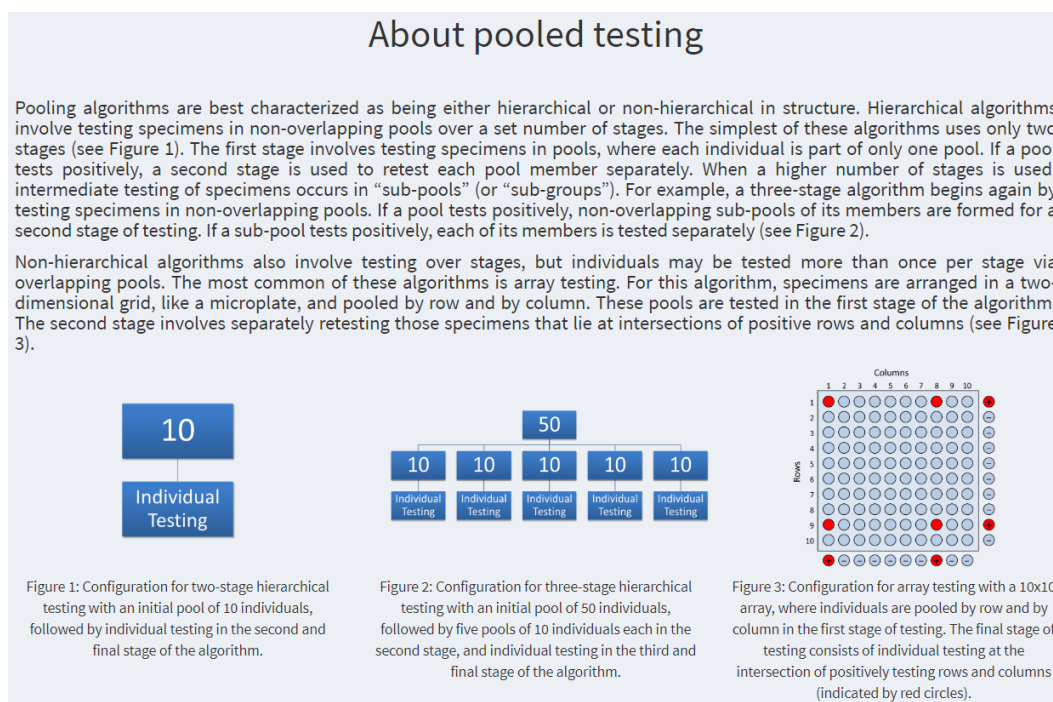 About pooled testing
Pooling algorithms are best characterized as being either hierarchical or non-hierarchical in structure. Hierarchical algorithms
involve testing specimens in non-overlapping pools over a set number of stages. The simplest of these algorithms uses only two
stages (see Figure 1). The first stage involves testing specimens in pools, where each individual is part of only one pool. If a poo
tests positively, a second stage is used to retest each pool member separately. When a higher number of stages is used
intermediate testing of specimens occurs in “sub-pools” (or “sub-groups”). For example, a three-stage algorithm begins again by
testing specimens in non-overlapping pools. If a pool tests positively, non-overlapping sub-pools of its members are formed for a
second stage of testing. If a sub-pool tests positively, each of its members is tested separately (see Figure 2).
Non-hierarchical algorithms also involve testing over stages, but individuals may be tested more than once per stage via
overlapping pools. The most common of these algorithms is array testing. For this algorithm, specimens are arranged in a two-
dimensional grid, like a microplate, and pooled by row and by column. These pools are tested in the first stage of the algorithm
The second stage involves separately retesting those specimens that lie at intersections of positive rows and columns (see Figure
3).
10
Individual
Testing
Figure 1: Configuration for two-stage hierarchical
testing with an initial pool of 10 individuals,
followed by individual testing in the second and
final stage of the algorithm.
50
10 10 10 10 10
Individual Individual Individual Individual Individual
Testing Testing Testing Testing Testing
Figure 2: Configuration for three-stage hierarchical
testing with an initial pool of 50 individuals,
followed by five pools of 10 individuals each in the
second stage, and individual testing in the third and
final stage of the algorithm.
Columns
1 2 3 4 5 6 7 8 9 10
Rows
1 +
2 −
3 −
4 −
5 −
6 −
7 −
8 −
9 +
10 −
+ − − − − − − + − −
Figure 3: Configuration for array testing with a 10x10
array, where individuals are pooled by row and by
column in the first stage of testing. The final stage of
testing consists of individual testing at the
intersection of positively testing rows and columns
(indicated by red circles).